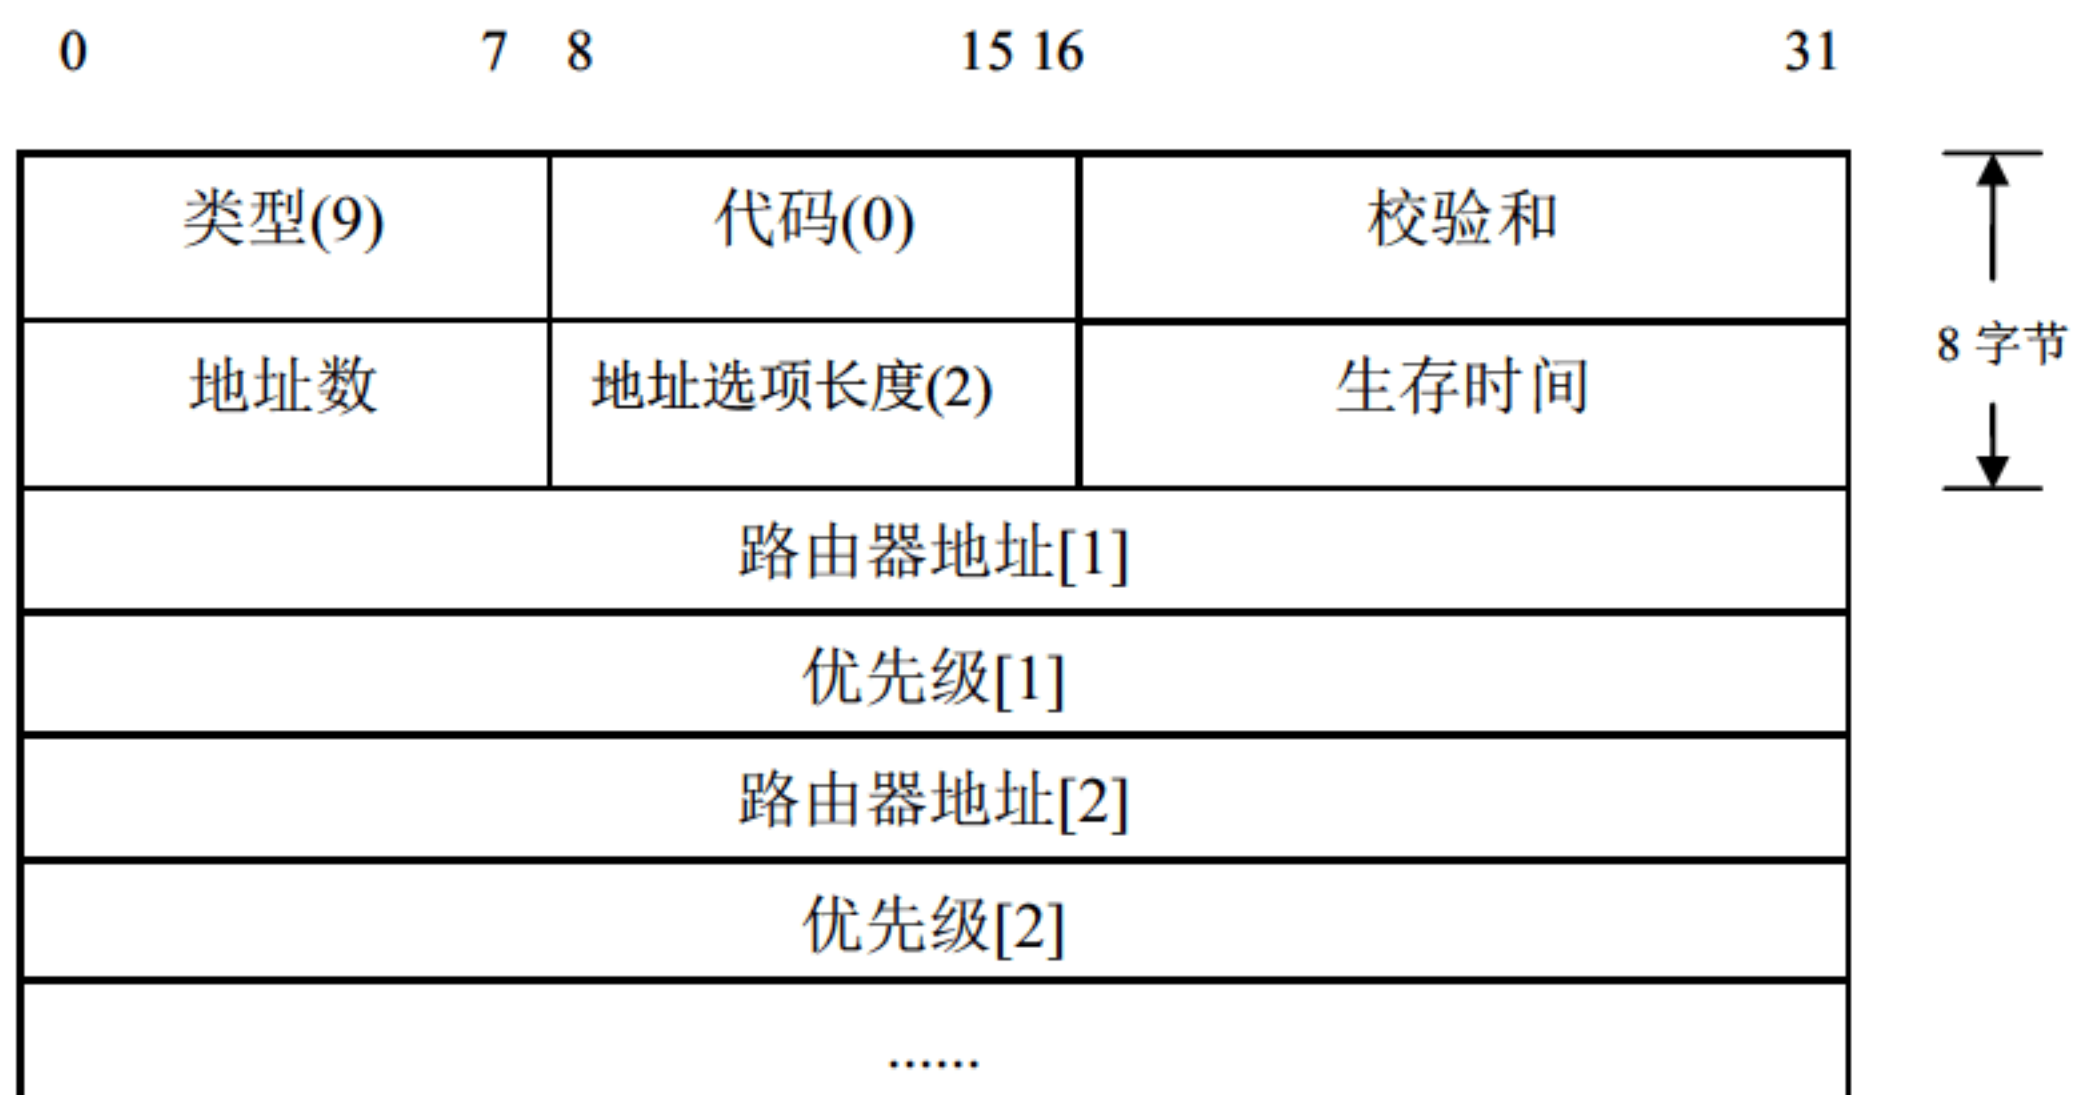 0 7 8 15 16 31
类型(9) 代码(0) 校验和
地址数 地址选项长度(2) 生存时间
8 字节
路由器地址[1]
优先级[1]
路由器地址[2]
优先级[2]
......